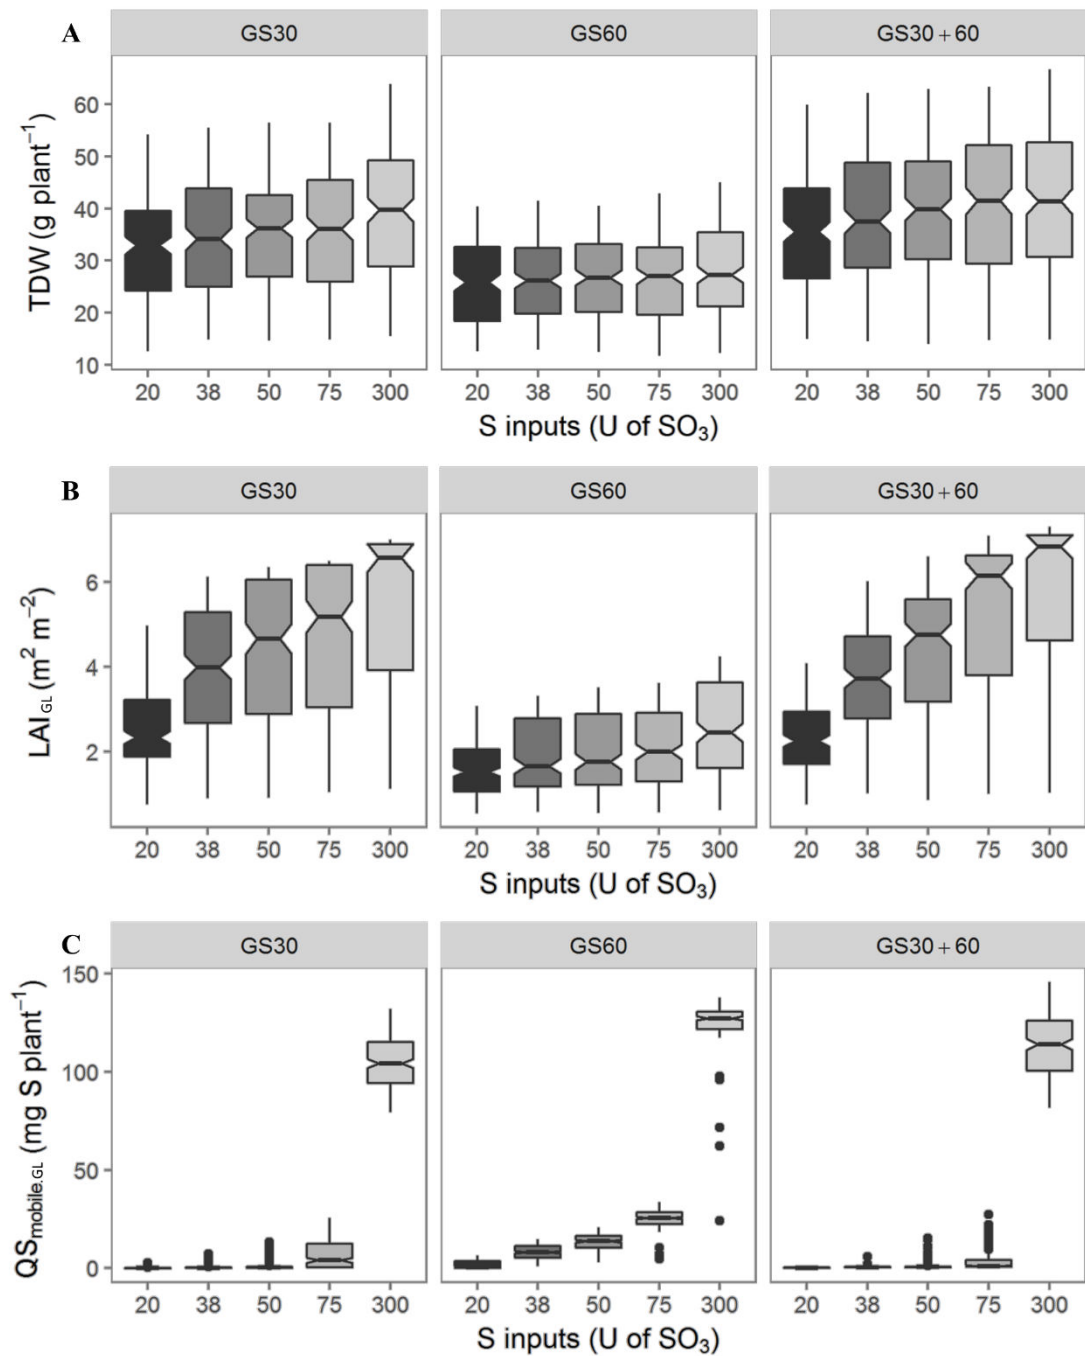 A
GS30 GS60 GS30+60
TDW (g plant⁻¹)
60
50
40
30
20
10
20 38 50 75 300 20 38 50 75 300 20 38 50 75 300
S inputs (U of SO₃)
B
GS30 GS60 GS30+60
LAI_GL (m² m⁻²)
6
4
2
20 38 50 75 300 20 38 50 75 300 20 38 50 75 300
S inputs (U of SO₃)
C
GS30 GS60 GS30+60
QS_mobile.GL (mg S plant⁻¹)
150
100
50
0
20 38 50 75 300 20 38 50 75 300 20 38 50 75 300
S inputs (U of SO₃)